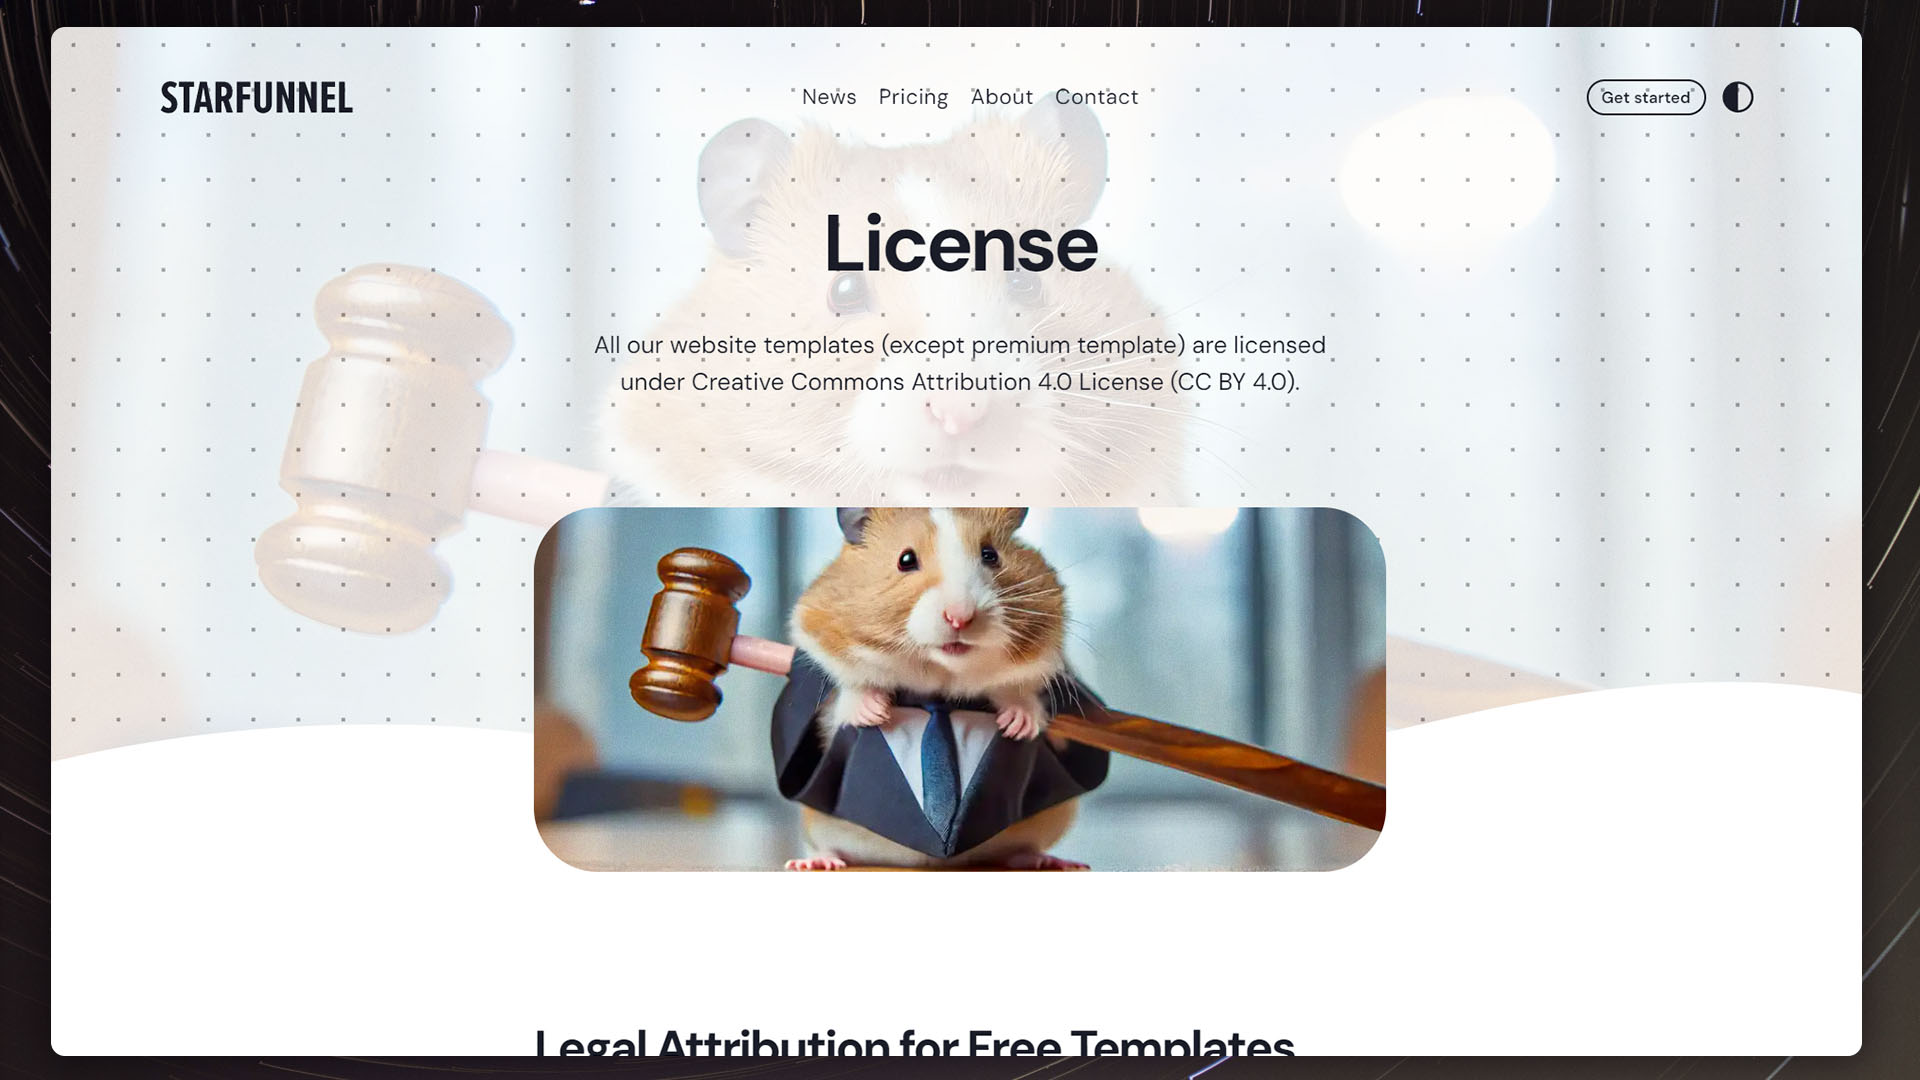 STARFUNNEL
News Pricing About Contact
Get started
License
All our website templates (except premium template) are licensed
under Creative Commons Attribution 4.0 License (CC BY 4.0).
Legal Attribution for Free Templates